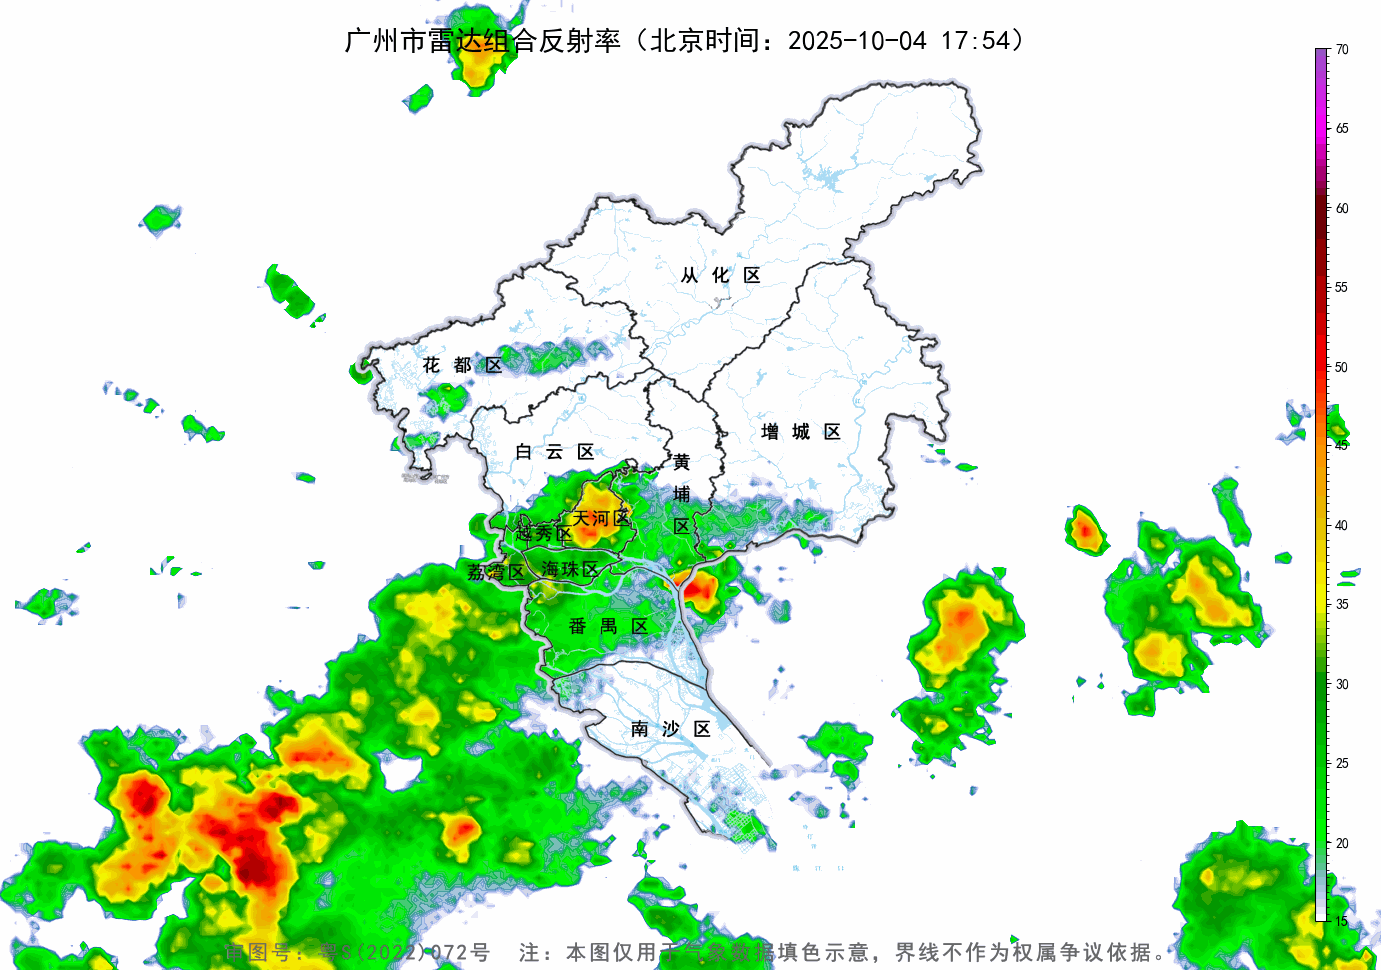 广州市雷达组合反射率（北京时间：2025-10-04 17:54）
70
65
60
55
50
45
40
35
30
25
20
15
从化区
花都区
增城区
白云区
黄埔区
天河区
越秀区
荔湾区
海珠区
番禺区
南沙区
审图号：粤S(2022)072号 注：本图仅用于气象数据填色示意，界线不作为权属争议依据。